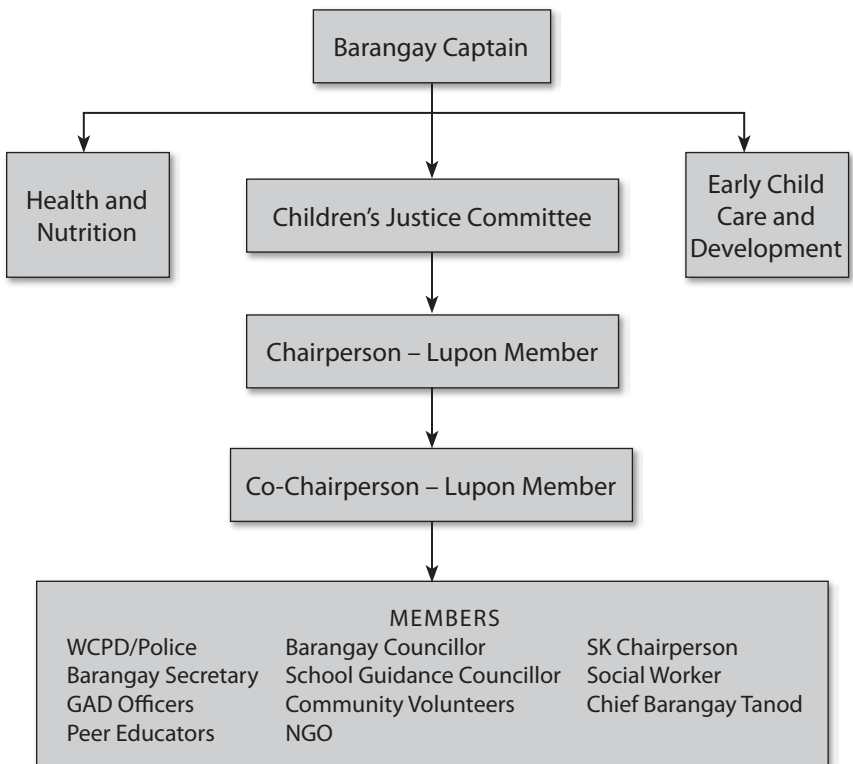 Barangay Captain
Health and
Nutrition
Children's Justice Committee
Early Child
Care and
Development
Chairperson – Lupon Member
Co-Chairperson – Lupon Member
MEMBERS
WCPD/Police Barangay Councillor SK Chairperson
Barangay Secretary School Guidance Councillor Social Worker
GAD Officers Community Volunteers Chief Barangay Tanod
Peer Educators NGO